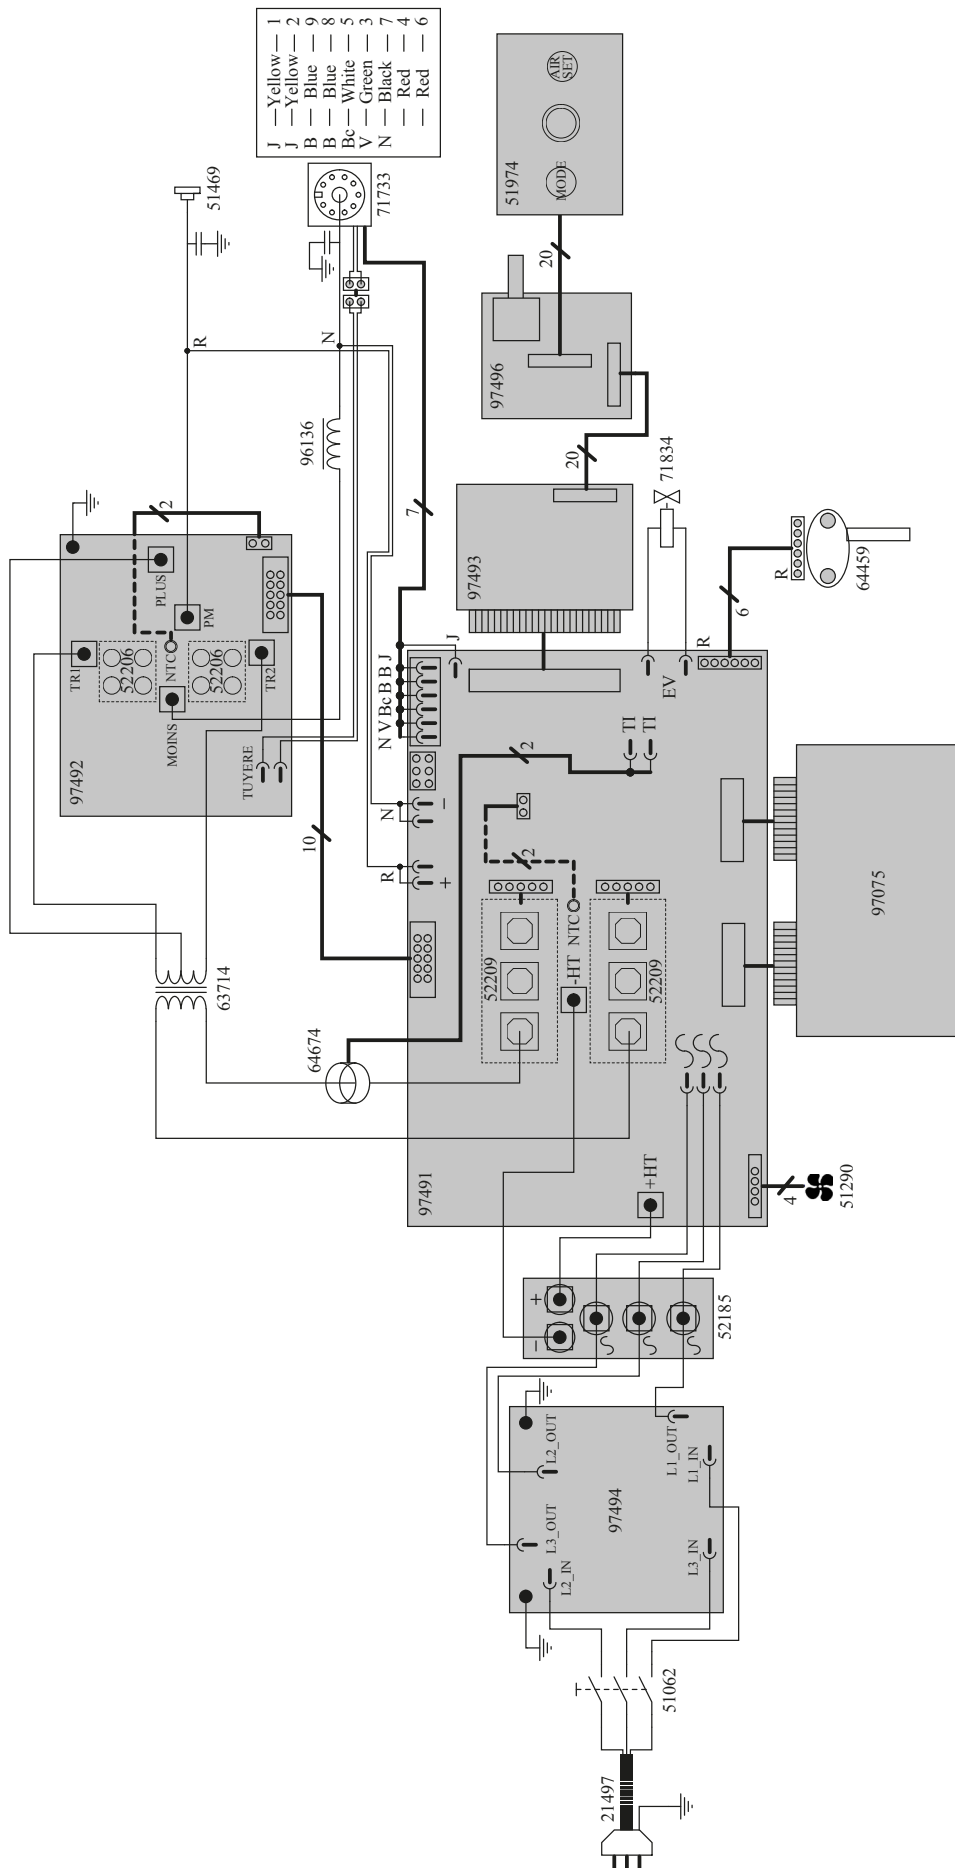 J — Yellow — 1
J — Yellow — 2
B — Blue — 9
B — Blue — 8
Bc — White — 5
V — Green — 3
N — Black — 7
— Red — 4
— Red — 6
51469
71733
51974
MODE
AIR
SET
20
97496
20
97493
71834
64459
R
6
R
EV
J
7
N
R
96136
2
97492
TR1
PLUS
PM
52206
NTC
52206
MOINS
TR2
TUYERE
10
63714
64674
N V Bc B B J
N
-
R
+
2
TI
TI
2
NTC
52209
-HT
52209
97075
97491
+HT
4
51290
+
-
52185
L2_OUT
L1_OUT
L1_IN
L3_OUT
97494
L2_IN
L3_IN
51062
21497